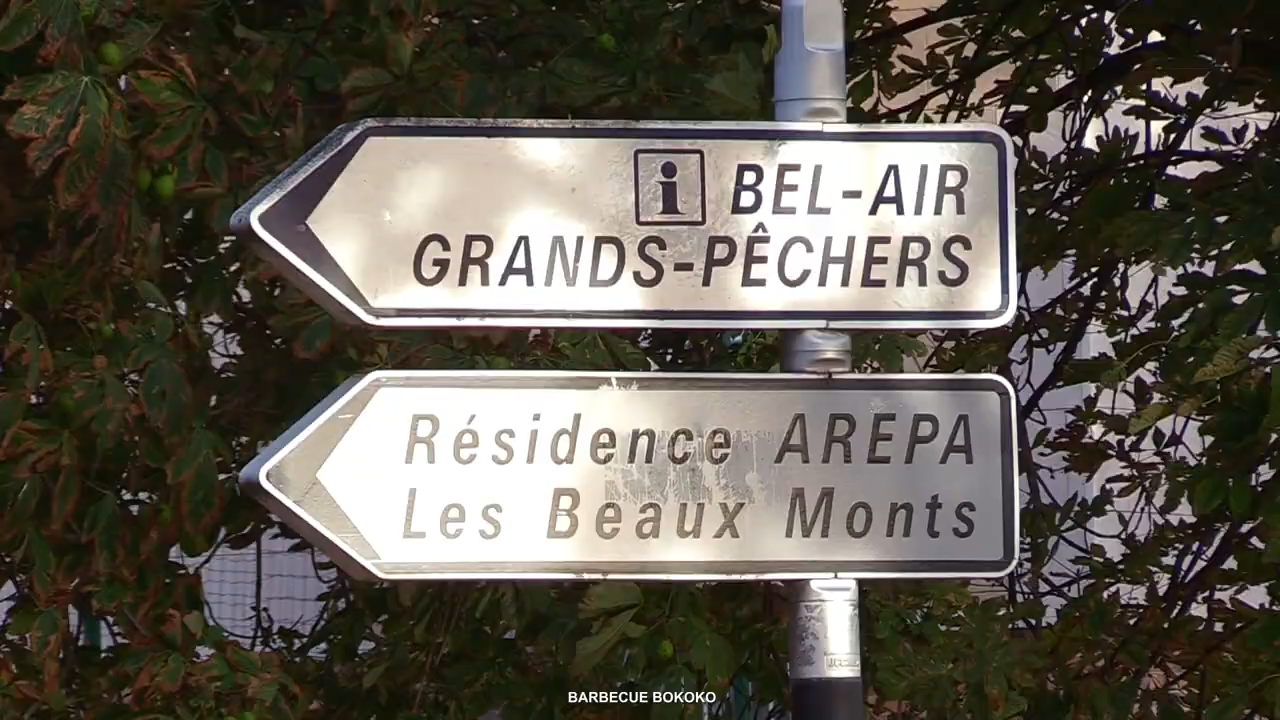 i BEL-AIR
GRANDS-PÊCHERS
Résidence AREPA
Les Beaux Monts
BARBECUE BOKOKO